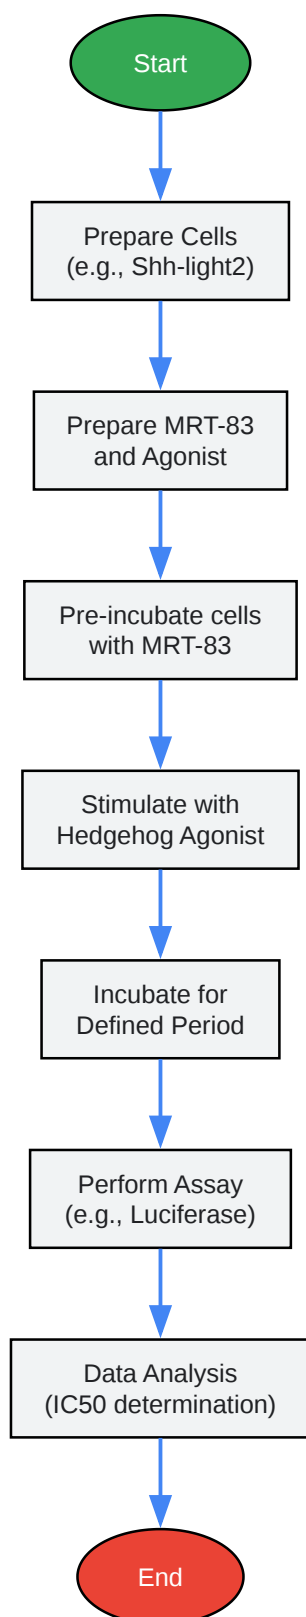 Start
Prepare Cells
(e.g., Shh-light2)
Prepare MRT-83
and Agonist
Pre-incubate cells
with MRT-83
Stimulate with
Hedgehog Agonist
Incubate for
Defined Period
Perform Assay
(e.g., Luciferase)
Data Analysis
(IC50 determination)
End